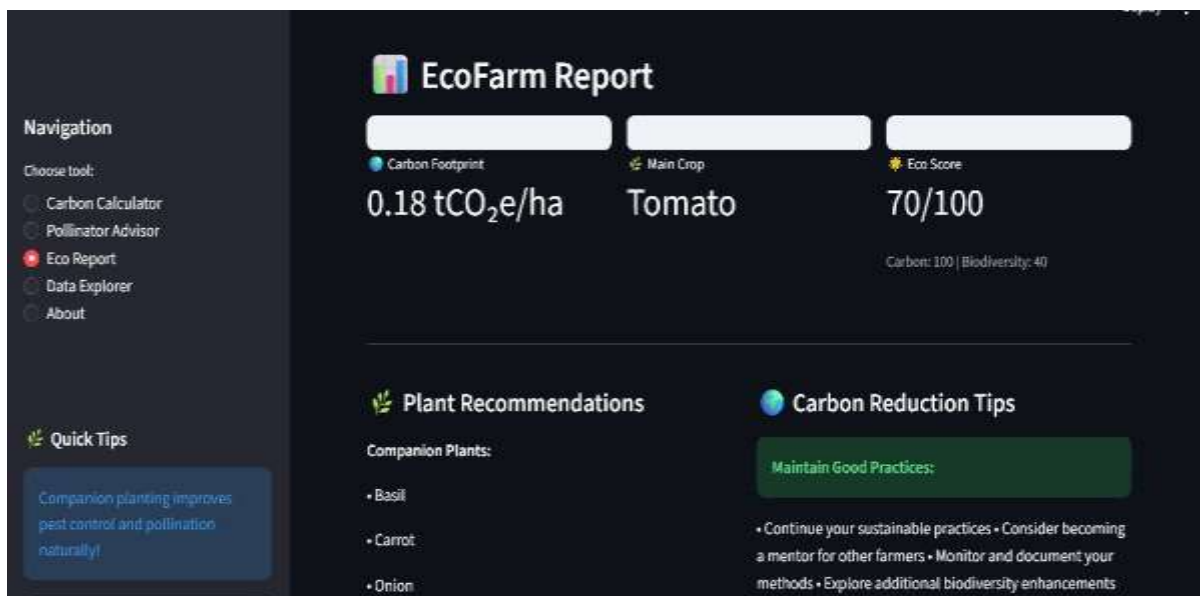 EcoFarm Report
Navigation
Choose tool:
Carbon Calculator
Pollinator Advisor
Eco Report
Data Explorer
About
Quick Tips
Companion planting improves
pest control and pollination
naturally!
Carbon Footprint
0.18 tCO₂e/ha
Main Crop
Tomato
Eco Score
70/100
Carbon: 100 | Biodiversity: 40
Plant Recommendations
Companion Plants:
• Basil
• Carrot
• Onion
Carbon Reduction Tips
Maintain Good Practices:
• Continue your sustainable practices • Consider becoming
a mentor for other farmers • Monitor and document your
methods • Explore additional biodiversity enhancements